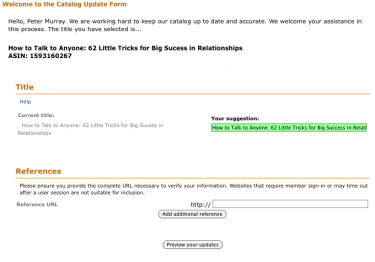 Welcome to the Catalog Update Form
Hello, Peter Murray. We are working hard to keep our catalog up to date and accurate. We welcome your assistance in
this process. The title you have selected is...
How to Talk to Anyone: 62 Little Tricks for Big Sucess in Relationships
ASIN: 1593160267
Title
Help
Current title:
How to Talk to Anyone: 62 Little Tricks for Big Sucess in
Relationships
Your suggestion:
How to Talk to Anyone: 62 Little Tricks for Big Success in Relati
References
Please ensure you provide the complete URL necessary to verify your information. Websites that require member sign-in or may time out
after a user session are not suitable for inclusion.
Reference URL
http://
Add additional reference
Preview your updates